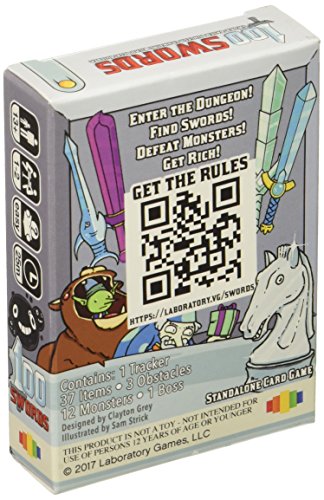 100 SWORDS
ENTER THE DUNGEON!
FIND SWORDS!
DEFEAT MONSTERS!
GET RICH!
GET THE RULES
HTTPS://LABORATORY.VG/SWORDS
13+
easy
25m
100
SWORDS
Contains: 1 Tracker
37 Items • 3 Obstacles
12 Monsters • 1 Boss
Designed by Clayton Grey
Illustrated by Sam Strick
STANDALONE CARD GAME
THIS PRODUCT IS NOT A TOY - NOT INTENDED FOR
USE OF PERSONS 12 YEARS OF AGE OR YOUNGER
© 2017 Laboratory Games, LLC